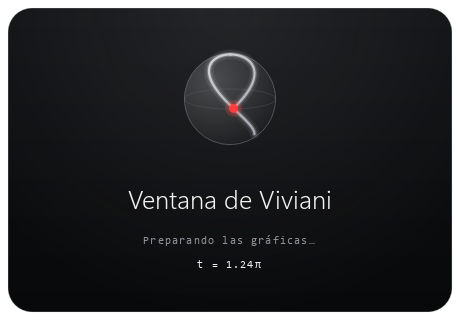 Ventana de Viviani
Preparando las gráficas…
t = 1.24π